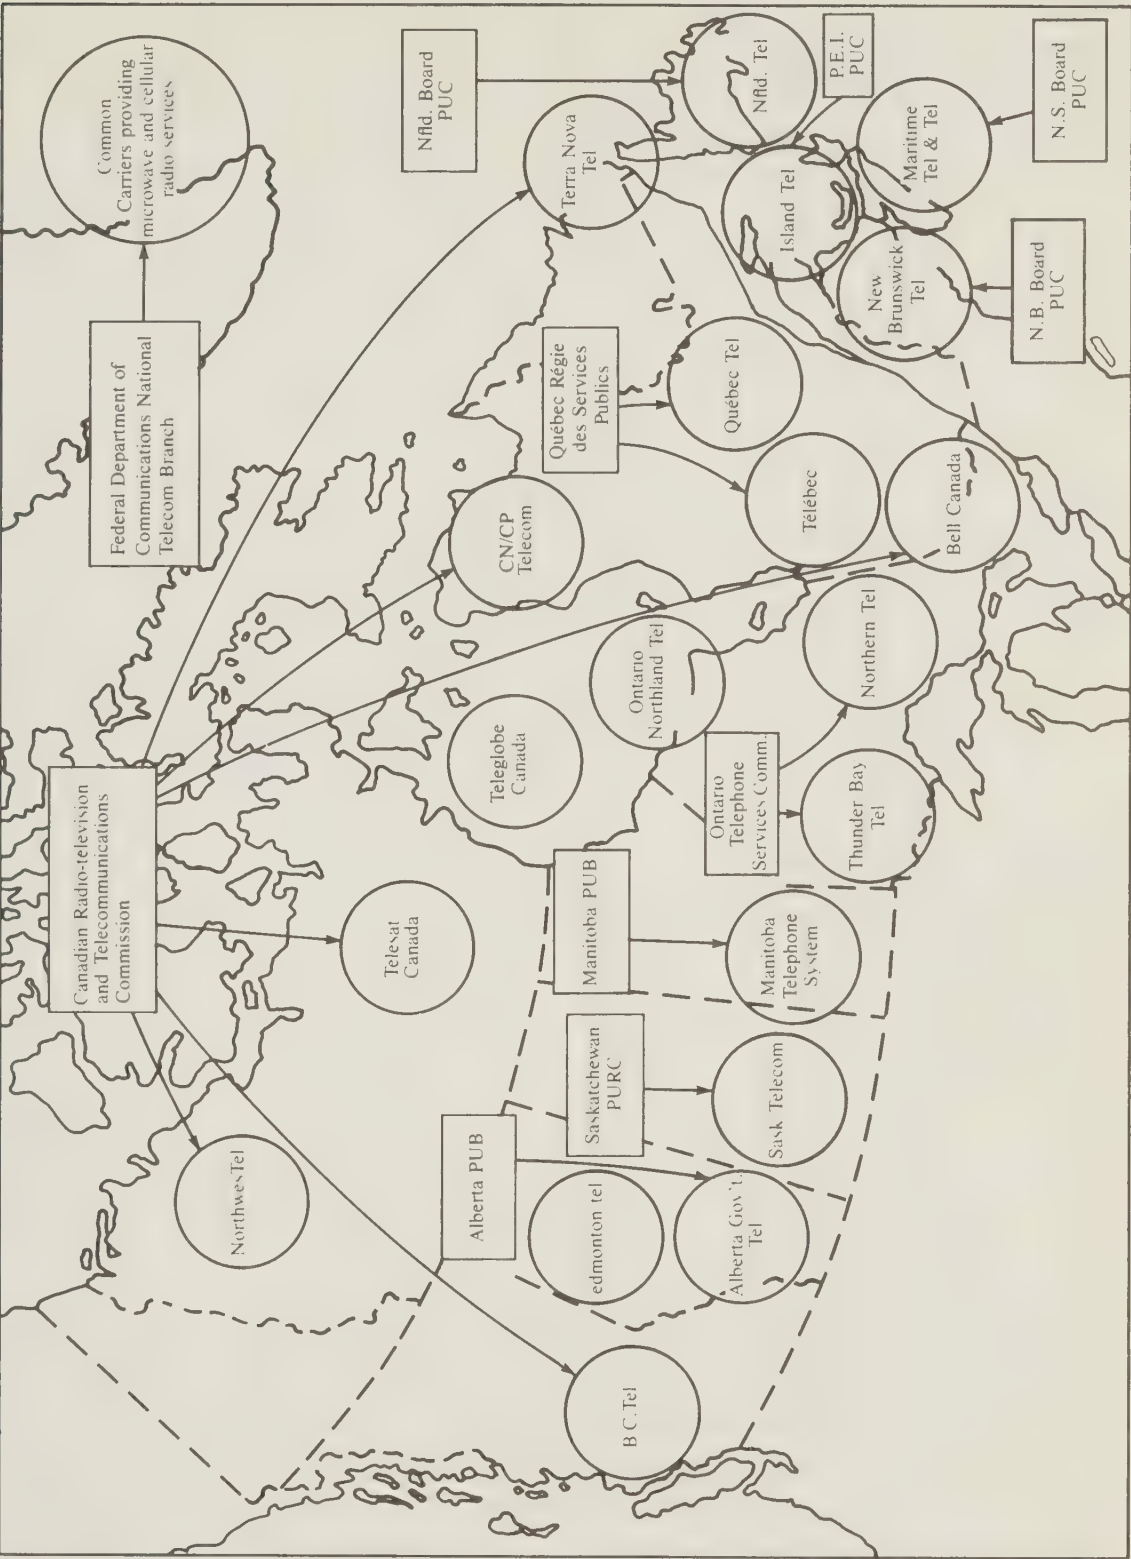 Common
Carriers providing
microwave and cellular
radio services
Federal Department of
Communications National
Telecom Branch
Canadian Radio-television
and Telecommunications
Commission
Nfld. Board
PUC
Nfld. Tel
P.E.I.
PUC
N.S. Board
PUC
Terra Nova
Tel
Island Tel
Maritime
Tel & Tel
New
Brunswick
Tel
N.B. Board
PUC
Québec Régie
des Services
Publics
Québec Tel
Télébec
Bell Canada
CN/CP
Telecom
Teleglobe
Canada
Ontario
Northland Tel
Northern Tel
Ontario
Telephone
Services Comm.
Thunder Bay
Tel
Telesat
Canada
Manitoba PUB
Manitoba
Telephone
System
Saskatchewan
PURC
Sask Telecom
NorthwesTel
Alberta PUB
edmonton tel
Alberta Gov't.
Tel
B.C.Tel